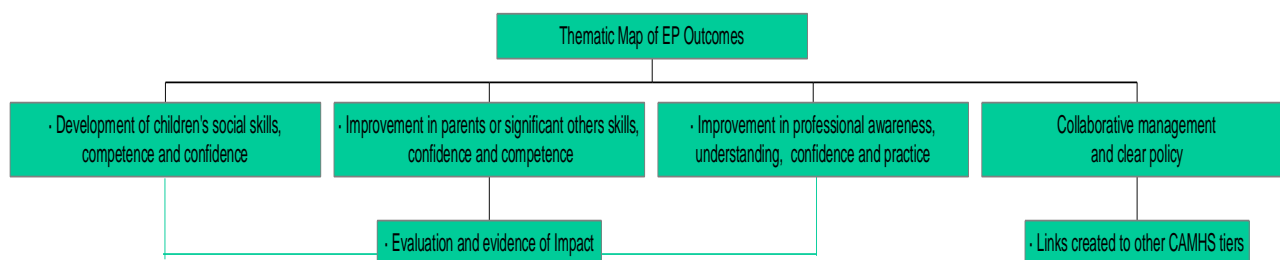 Thematic Map of EP Outcomes
· Development of children's social skills,
competence and confidence
· Improvement in parents or significant others skills,
confidence and competence
· Improvement in professional awareness,
understanding, confidence and practice
Collaborative management
and clear policy
· Evaluation and evidence of Impact
· Links created to other CAMHS tiers